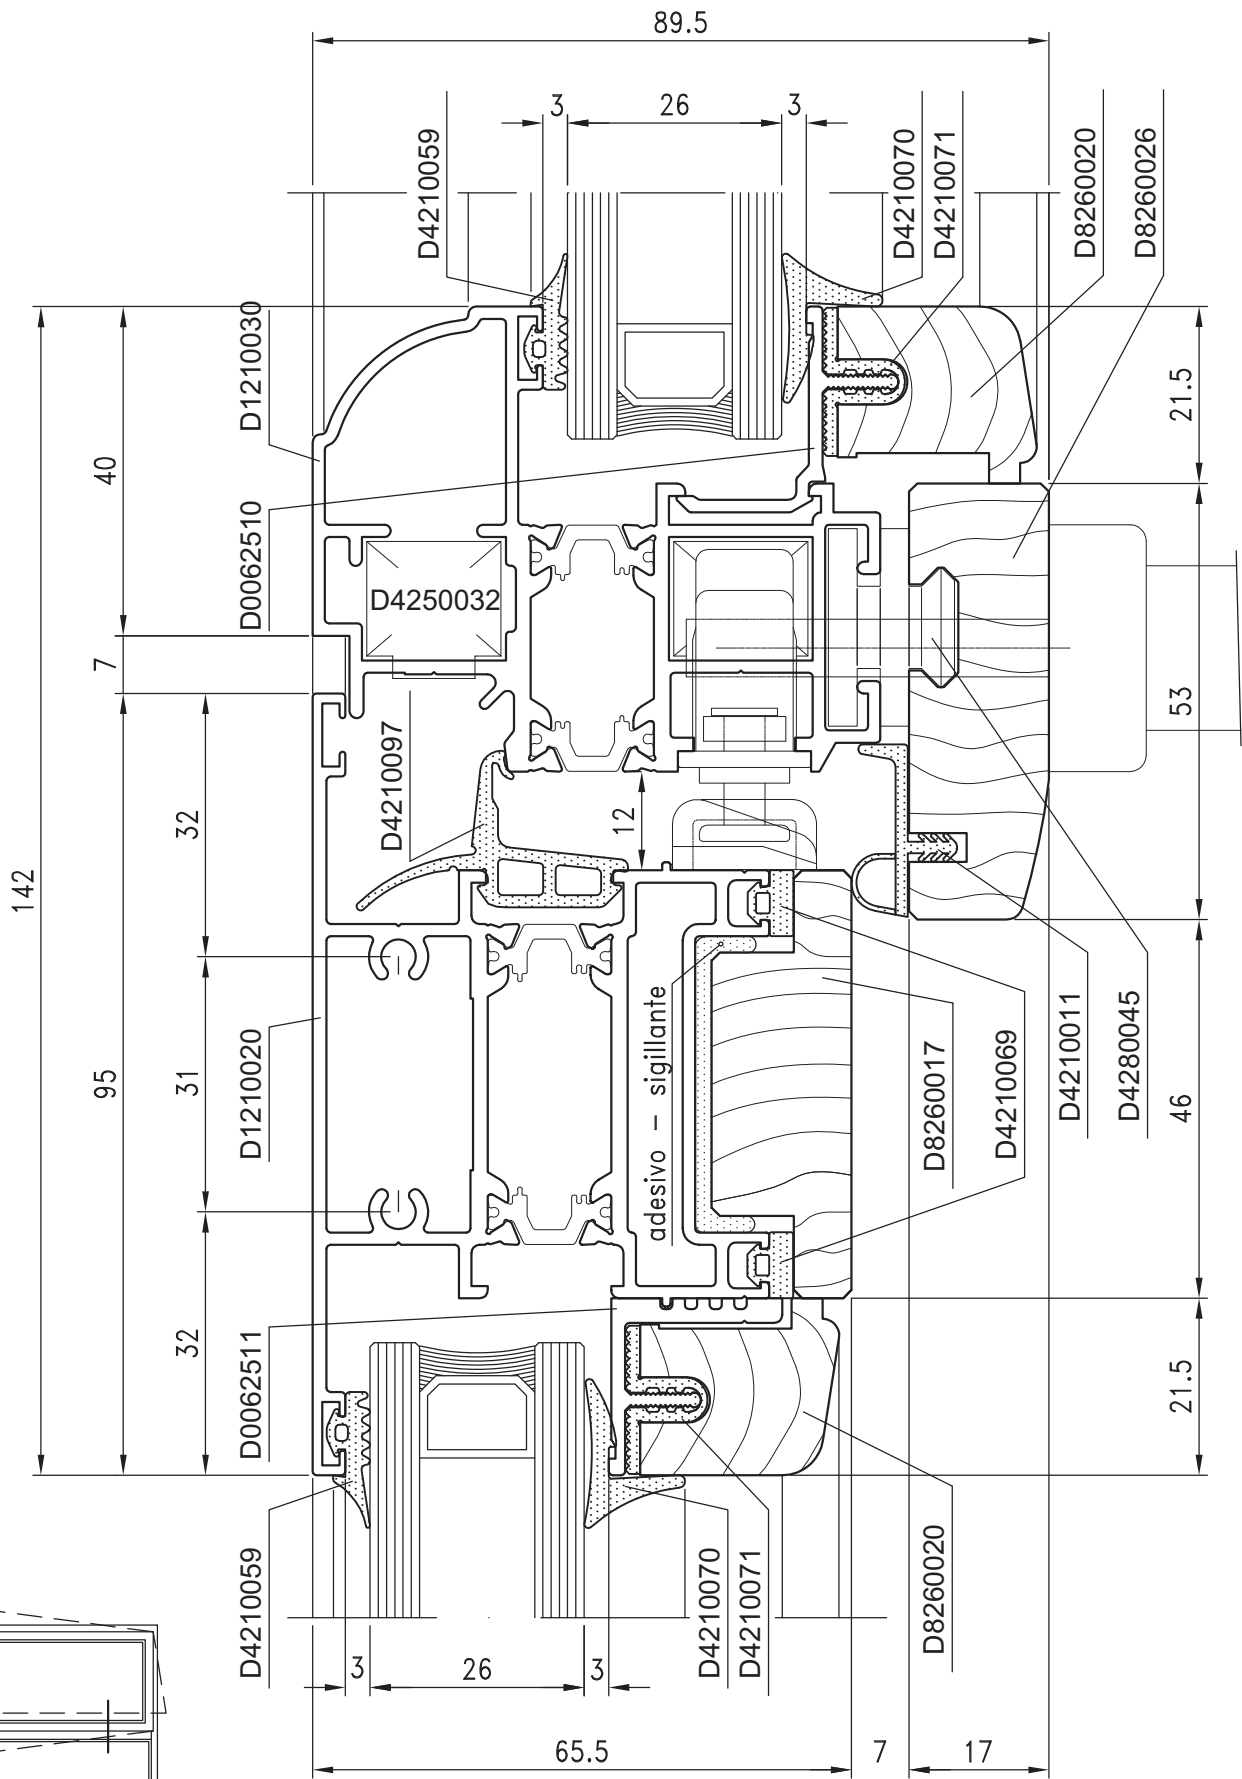 89.5
3
26
3
D4210059
D4210070
D4210071
D8260020
D8260026
D1210030
40
21.5
D0062510
D4250032
7
53
D4210097
32
12
142
95
D1210020
31
adesivo – sigillante
D8260017
D4210069
D4210011
D4280045
46
32
D0062511
21.5
D4210059
D4210070
D4210071
D8260020
3
26
3
65.5
7
17